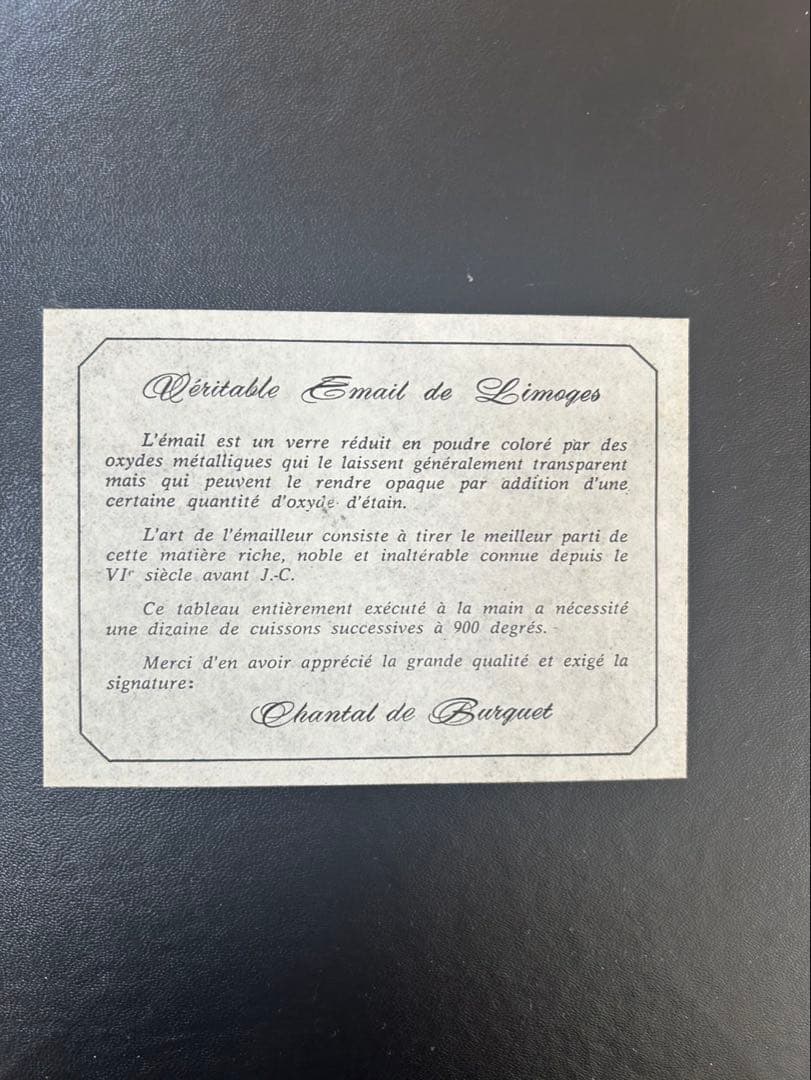 Véritable Email de Limoges
L'émail est un verre réduit en poudre coloré par des
oxydes métalliques qui le laissent généralement transparent
mais qui peuvent le rendre opaque par addition d'une
certaine quantité d'oxyde d'étain.
L'art de l'émailleur consiste à tirer le meilleur parti de
cette matière riche, noble et inaltérable connue depuis le
VIᵉ siècle avant J.-C.
Ce tableau entièrement exécuté à la main a nécessité
une dizaine de cuissons successives à 900 degrés.
Merci d'en avoir apprécié la grande qualité et exigé la
signature:
Chantal de Burquet